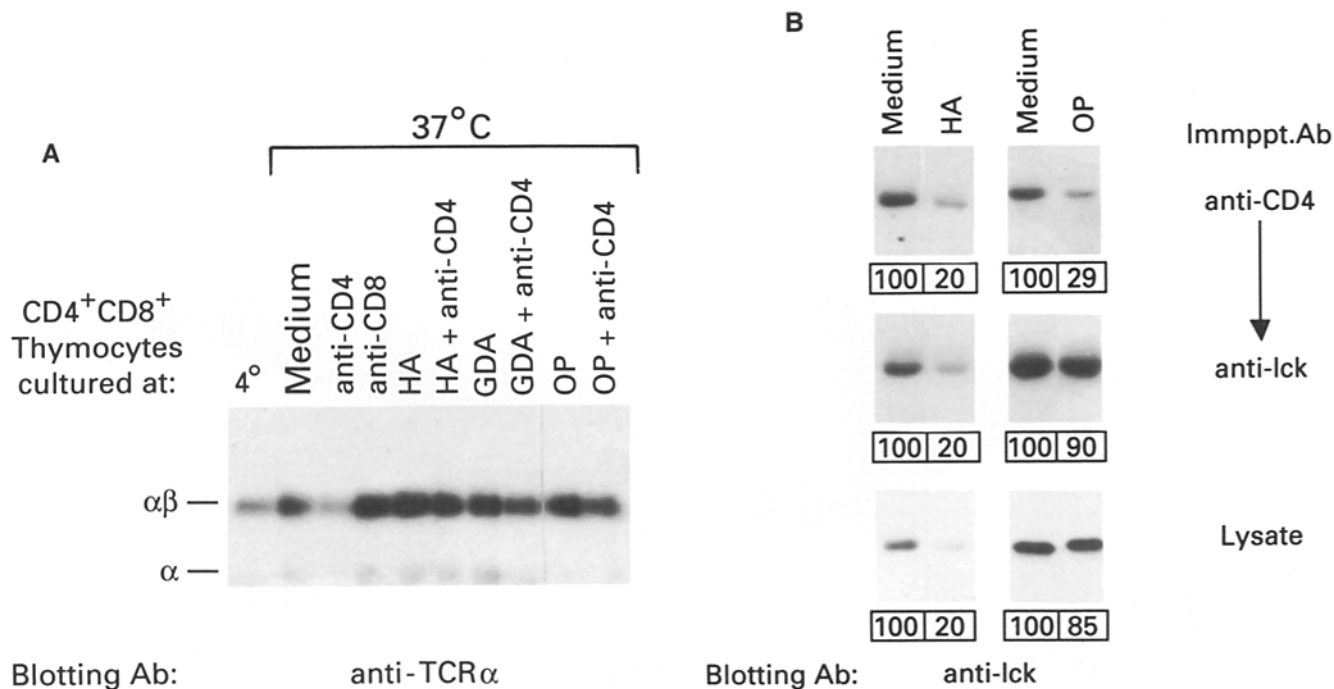 A
37°C
CD4+CD8+
Thymocytes
cultured at:
4°
Medium
anti-CD4
anti-CD8
HA
HA + anti-CD4
GDA
GDA + anti-CD4
OP
OP + anti-CD4
αβ
α
Blotting Ab: anti-TCRα
B
Medium
HA
Medium
OP
Immppt.Ab
anti-CD4
100 20 100 29
anti-lck
100 20 100 90
Lysate
100 20 100 85
Blotting Ab: anti-lck